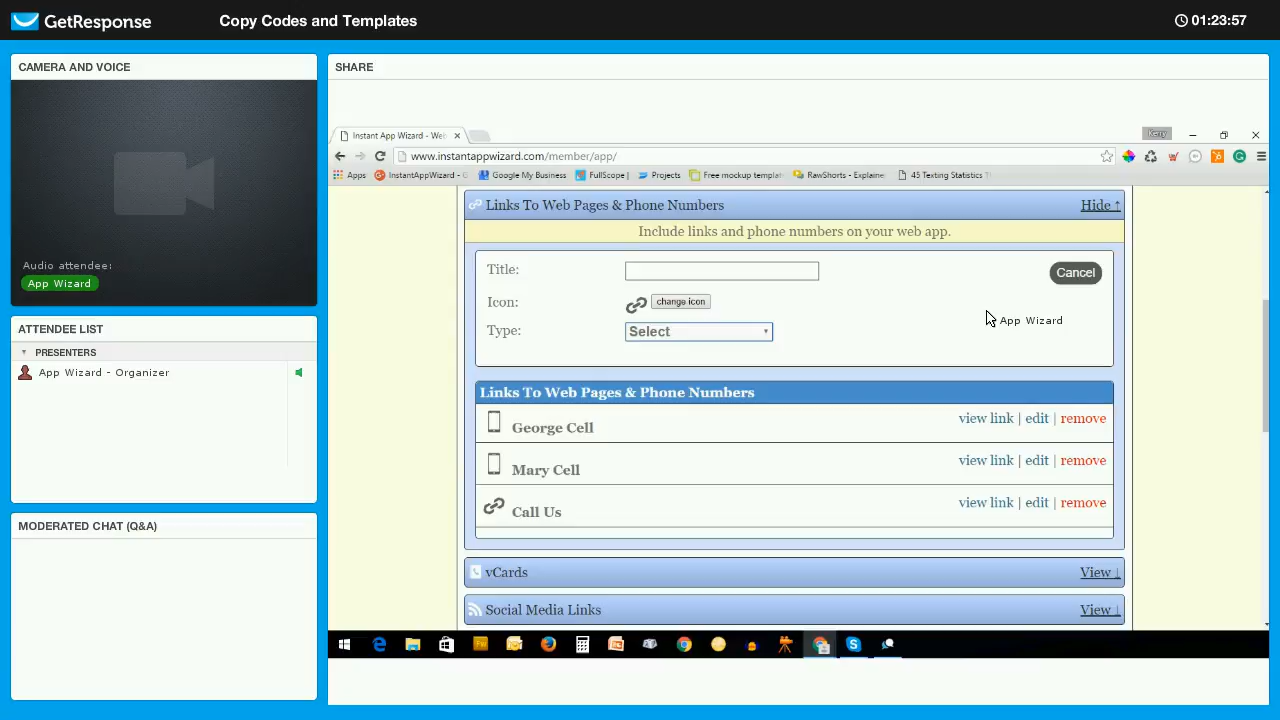 GetResponse
Copy Codes and Templates
01:23:57
CAMERA AND VOICE
Audio attendee:
App Wizard
ATTENDEE LIST
PRESENTERS
App Wizard - Organizer
MODERATED CHAT (Q&A)
SHARE
Instant App Wizard - We
Kerry
www.instantappwizard.com/member/app/
Apps
InstantAppWizard - G
Google My Business
FullScope |
Projects
Free mockup templat
RawShorts - Explaine
45 Texting Statistics T
Links To Web Pages & Phone Numbers
Hide ↑
Include links and phone numbers on your web app.
Title:
Cancel
Icon:
change icon
App Wizard
Type:
Select
Links To Web Pages & Phone Numbers
George Cell
view link | edit | remove
Mary Cell
view link | edit | remove
Call Us
view link | edit | remove
vCards
View ↓
Social Media Links
View ↓